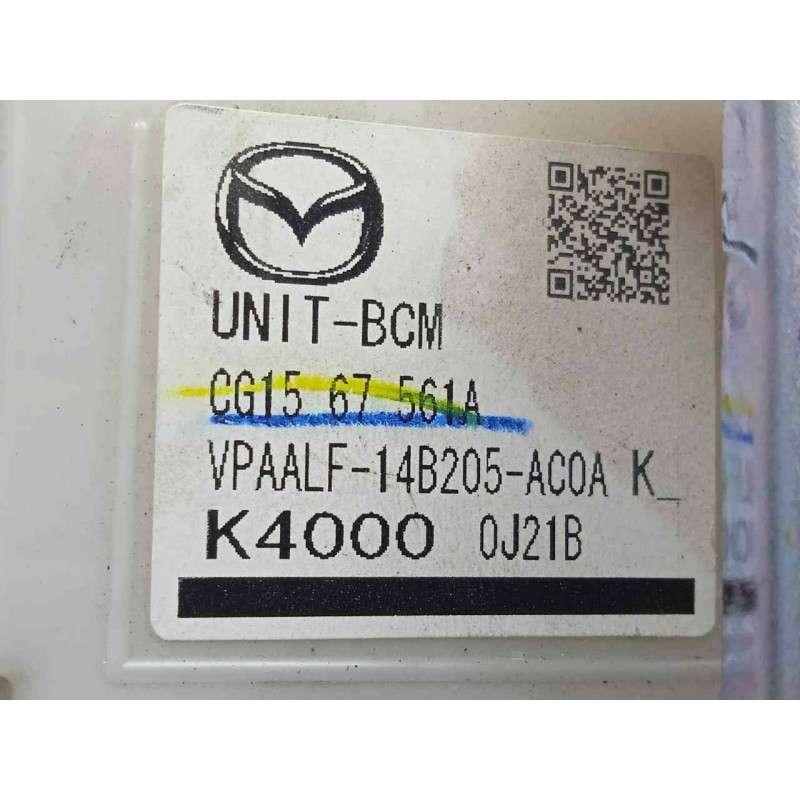 UNIT-BCM
CG15 67 561A
VPAALF-14B205-AC0A K_
K4000 0J21B